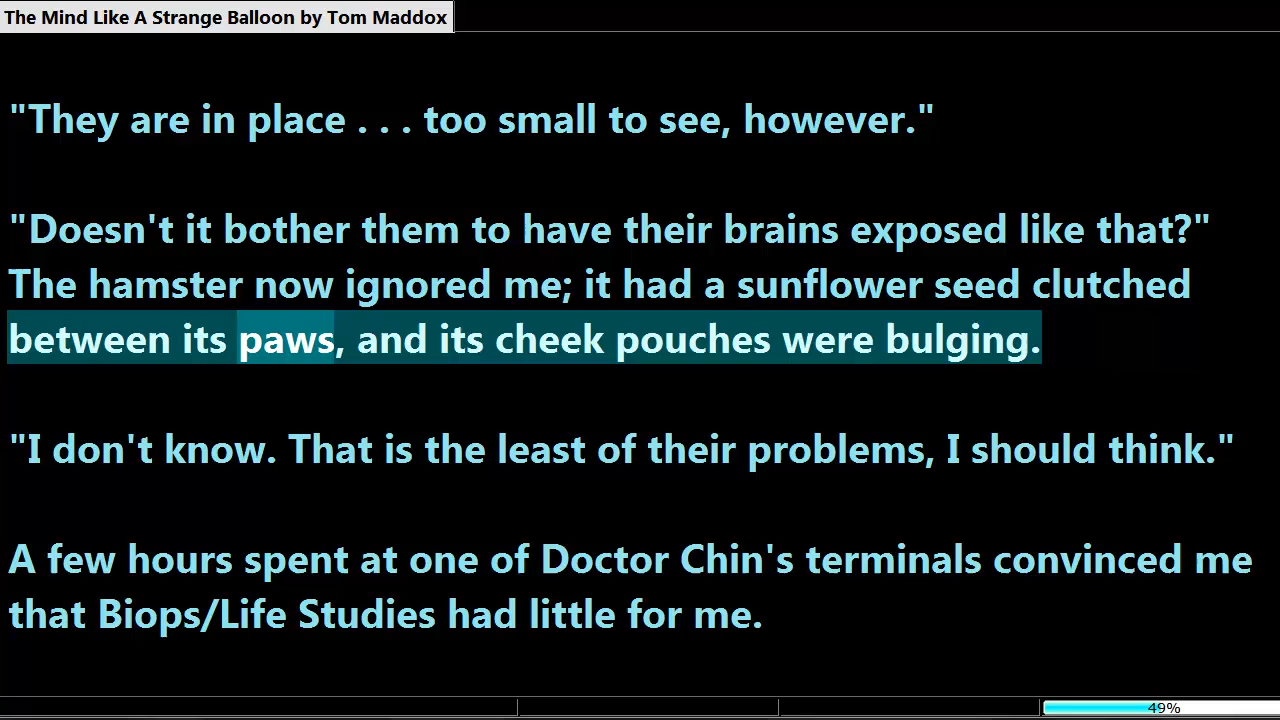 The Mind Like A Strange Balloon by Tom Maddox
"They are in place . . . too small to see, however."
"Doesn't it bother them to have their brains exposed like that?"
The hamster now ignored me; it had a sunflower seed clutched
between its paws, and its cheek pouches were bulging.
"I don't know. That is the least of their problems, I should think."
A few hours spent at one of Doctor Chin's terminals convinced me
that Biops/Life Studies had little for me.
49%